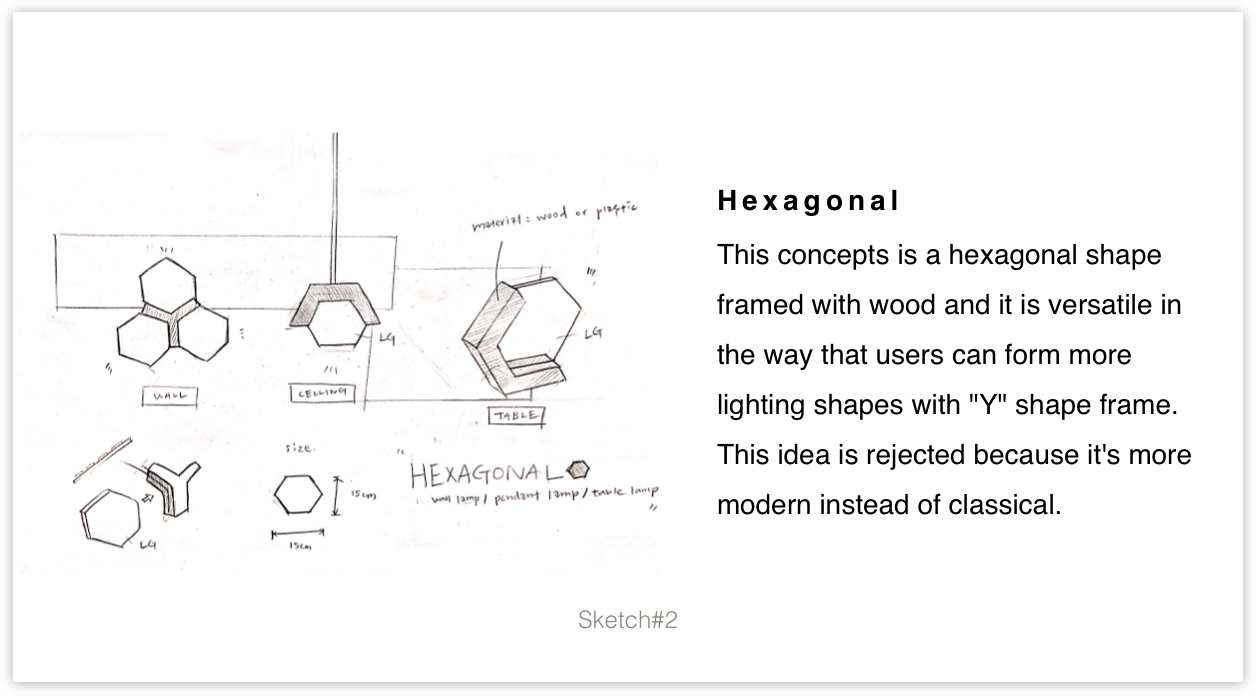 material : wood or plastic
LG
LG
WALL
CELLING
TABLE
size.
15cm
15cm
LG
"HEXAGONAL
: wall lamp / pendant lamp / table lamp "
Hexagonal
This concepts is a hexagonal shape
framed with wood and it is versatile in
the way that users can form more
lighting shapes with "Y" shape frame.
This idea is rejected because it's more
modern instead of classical.
Sketch#2